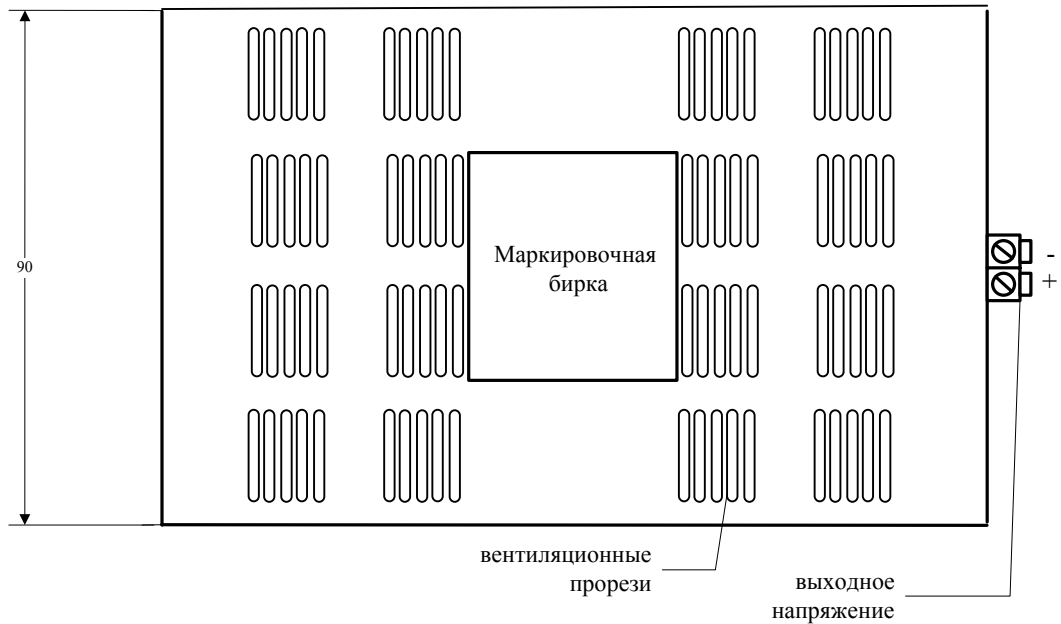 90
Маркировочная
бирка
-
+
вентиляционные
прорези
выходное
напряжение